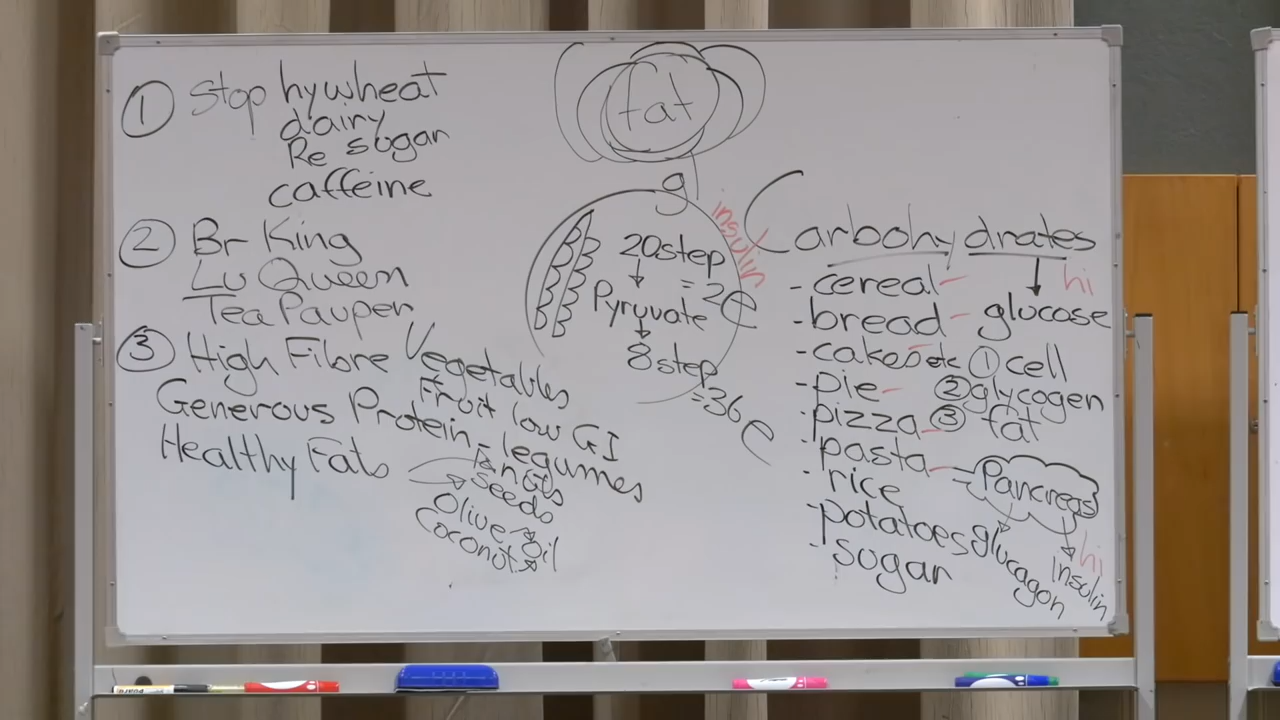 ① Stop hywheat
dairy
Re sugar
caffeine
② Br King
Lu Queen
Tea Pauper
③ High Fibre Vegetables
Fruit low GI
Generous Protein - legumes
nuts
seeds
Healthy Fats
Olive oil
Coconut oil
fat
g
insulin
20step
= 2e
Pyruvate
8step
=36e
Carbohydrates
- cereal -
hi
glucose
- bread -
- cakes etc
① cell
- pie -
② glycogen
- pizza -
③ fat
- pasta -
Pancreas
- rice
- potatoes
glucagon
hi
insulin
- sugar